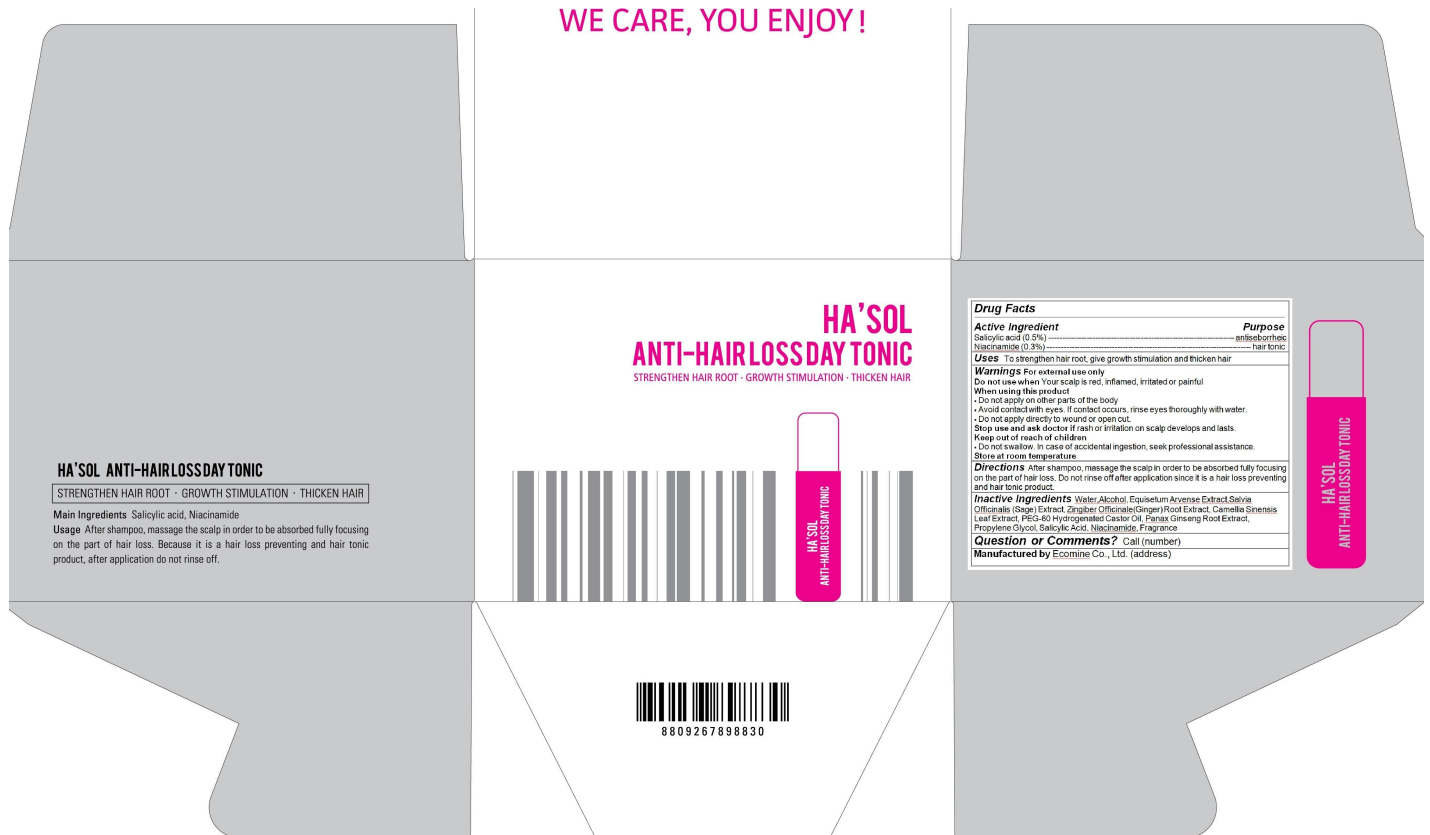 WE CARE, YOU ENJOY!
HA'SOL ANTI-HAIR LOSS DAY TONIC
STRENGTHEN HAIR ROOT · GROWTH STIMULATION · THICKEN HAIR
Main Ingredients Salicylic acid, Niacinamide
Usage After shampoo, massage the scalp in order to be absorbed fully focusing
on the part of hair loss. Because it is a hair loss preventing and hair tonic
product, after application do not rinse off.
HA'SOL
ANTI-HAIR LOSS DAY TONIC
STRENGTHEN HAIR ROOT · GROWTH STIMULATION · THICKEN HAIR
HA'SOL
ANTI-HAIR LOSS DAY TONIC
8809267898830
Drug Facts
Active Ingredient Purpose
Salicylic acid (0.5%) ---------- antiseborrheic
Niacinamide (0.3%) ---------- hair tonic
Uses To strengthen hair root, give growth stimulation and thicken hair
Warnings For external use only
Do not use when Your scalp is red, inflamed, irritated or painful
When using this product
• Do not apply on other parts of the body
• Avoid contact with eyes. If contact occurs, rinse eyes thoroughly with water.
• Do not apply directly to wound or open cut.
Stop use and ask doctor if rash or irritation on scalp develops and lasts.
Keep out of reach of children
• Do not swallow. In case of accidental ingestion, seek professional assistance.
Store at room temperature
Directions After shampoo, massage the scalp in order to be absorbed fully focusing
on the part of hair loss. Do not rinse off after application since it is a hair loss preventing
and hair tonic product.
Inactive Ingredients Water,Alcohol, Equisetum Arvense Extract,Salvia
Officinalis (Sage) Extract, Zingiber Officinale(Ginger) Root Extract, Camellia Sinensis
Leaf Extract, PEG-60 Hydrogenated Castor Oil, Panax Ginseng Root Extract,
Propylene Glycol, Salicylic Acid, Niacinamide, Fragrance
Question or Comments? Call (number)
Manufactured by Ecomine Co., Ltd. (address)
HA'SOL
ANTI-HAIR LOSS DAY TONIC